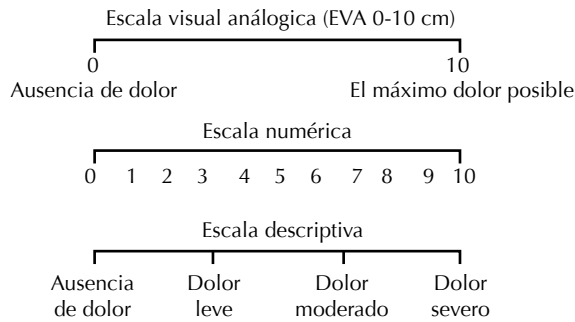 Escala visual análogica (EVA 0-10 cm)
0 10
Ausencia de dolor El máximo dolor posible
Escala numérica
0 1 2 3 4 5 6 7 8 9 10
Escala descriptiva
Ausencia Dolor Dolor Dolor
de dolor leve moderado severo